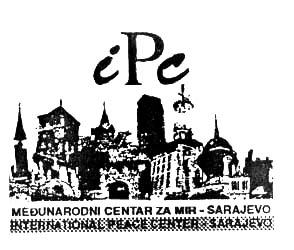 iPc
MEĐUNARODNI CENTAR ZA MIR - SARAJEVO
INTERNATIONAL PEACE CENTER - SARAJEVO